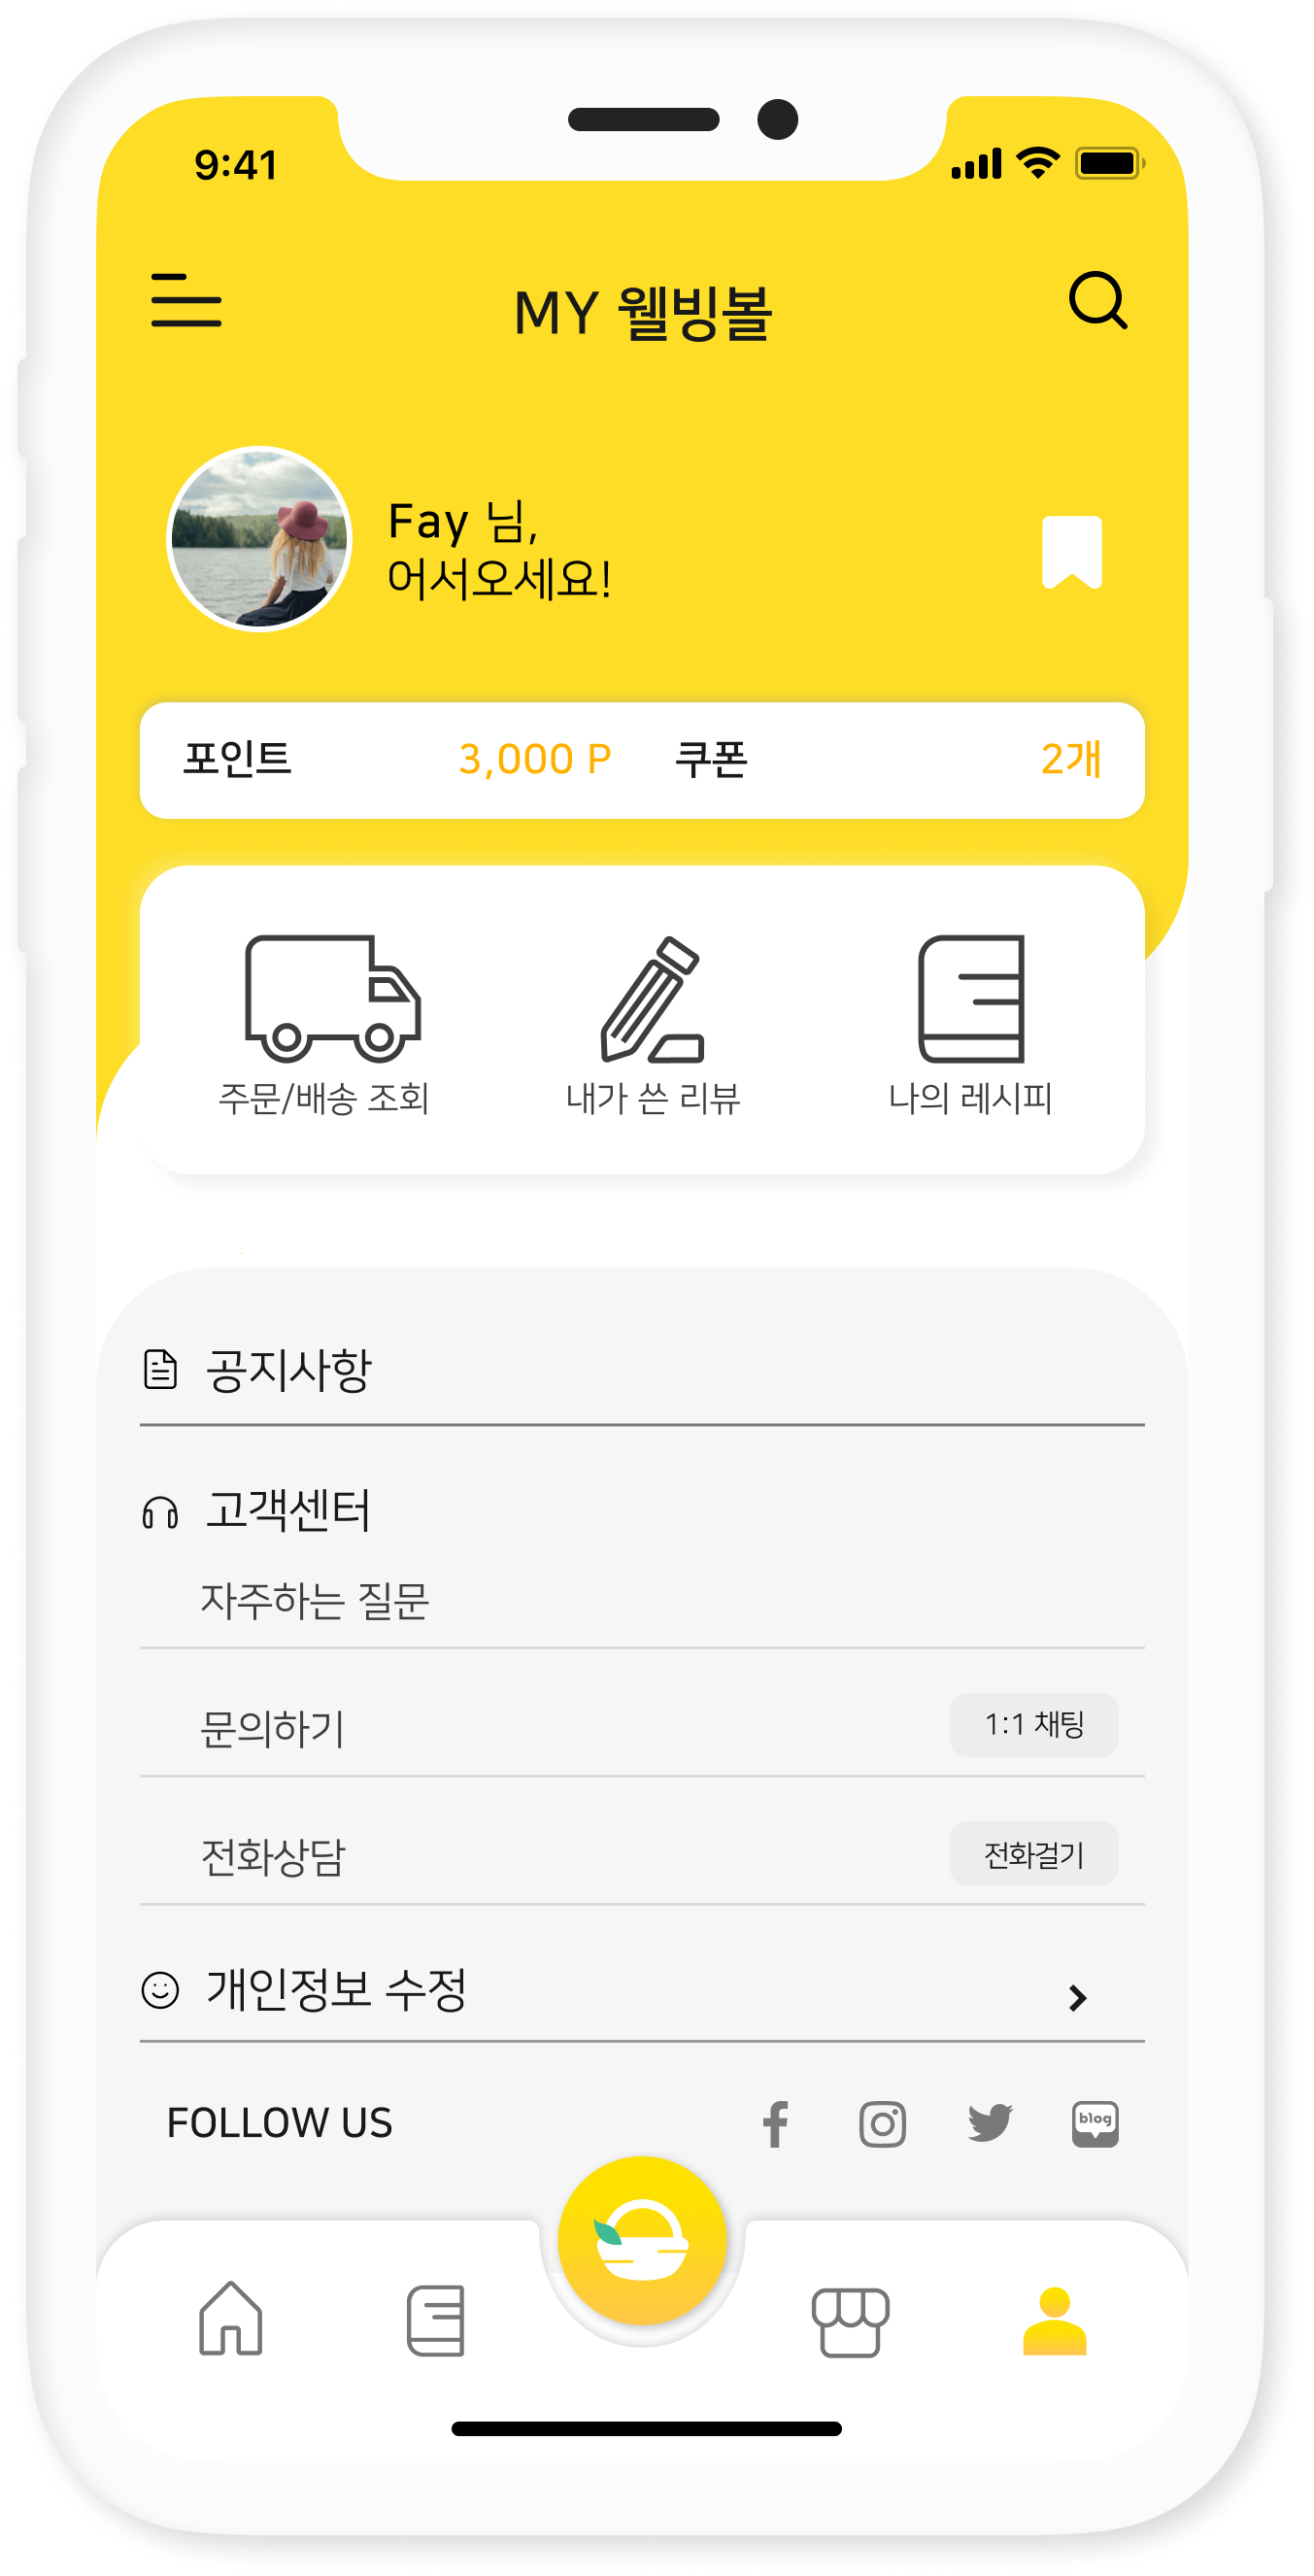 9:41
MY 웰빙볼
Fay 님,
어서오세요!
포인트 3,000 P 쿠폰 2개
주문/배송 조회 내가 쓴 리뷰 나의 레시피
공지사항
고객센터
자주하는 질문
문의하기 1:1 채팅
전화상담 전화걸기
개인정보 수정
FOLLOW US blog